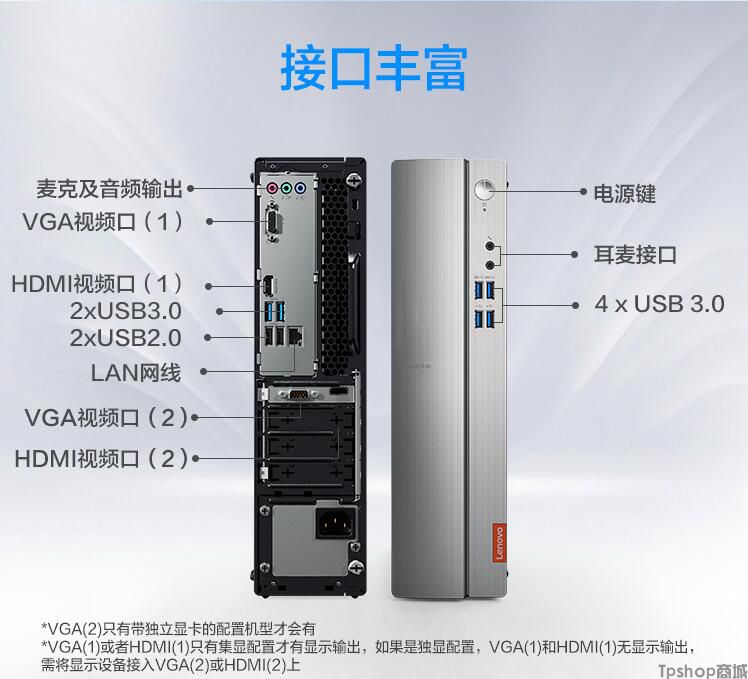 接口丰富
麦克及音频输出
VGA视频口（1）
HDMI视频口（1）
2xUSB3.0
2xUSB2.0
LAN网线
VGA视频口（2）
HDMI视频口（2）
电源键
耳麦接口
4 x USB 3.0
Lenovo
*VGA(2)只有带独立显卡的配置机型才会有
*VGA(1)或者HDMI(1)只有集显配置才有显示输出，如果是独显配置，VGA(1)和HDMI(1)无显示输出，
需将显示设备接入VGA(2)或HDMI(2)上
Tpshop商城